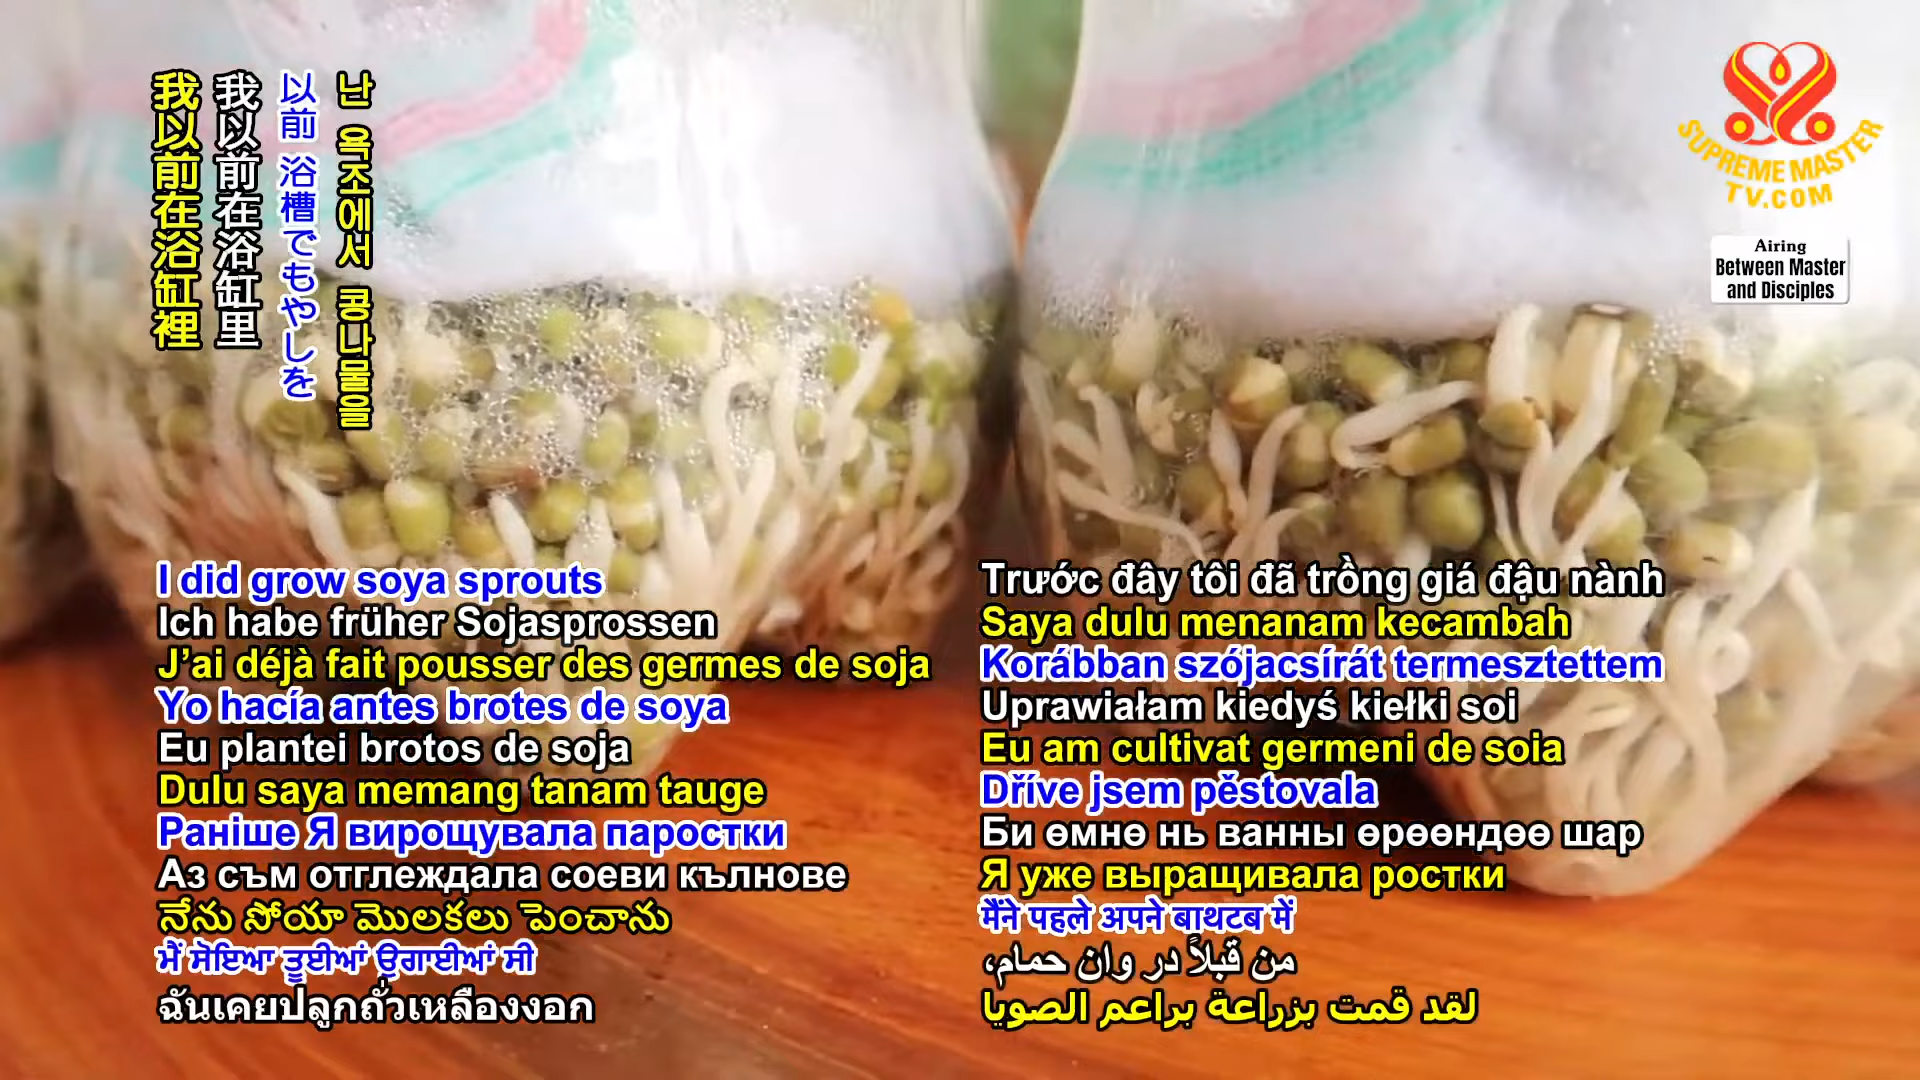 我以前在浴缸裡
我以前在浴缸里
以前 浴槽でもやしを
난 욕조에서 콩나물을
SUPREME MASTER
TV.COM
Airing
Between Master
and Disciples
I did grow soya sprouts
Ich habe früher Sojasprossen
J’ai déjà fait pousser des germes de soja
Yo hacía antes brotes de soya
Eu plantei brotos de soja
Dulu saya memang tanam tauge
Раніше Я вирощувала паростки
Аз съм отглеждала соеви кълнове
నేను సోయా మొలకలు పెంచాను
ਮੈਂ ਸੋਇਆ ਤੂਈਆਂ ਉਗਾਈਆਂ ਸੀ
ฉันเคยปลูกถั่วเหลืองงอก
Trước đây tôi đã trồng giá đậu nành
Saya dulu menanam kecambah
Korábban szójacsírát termesztettem
Uprawiałam kiedyś kiełki soi
Eu am cultivat germeni de soia
Dříve jsem pěstovala
Би өмнө нь ванны өрөөндөө шар
Я уже выращивала ростки
मैंने पहले अपने बाथटब में
من قبلاً در وان حمام،
لقد قمت بزراعة براعم الصويا